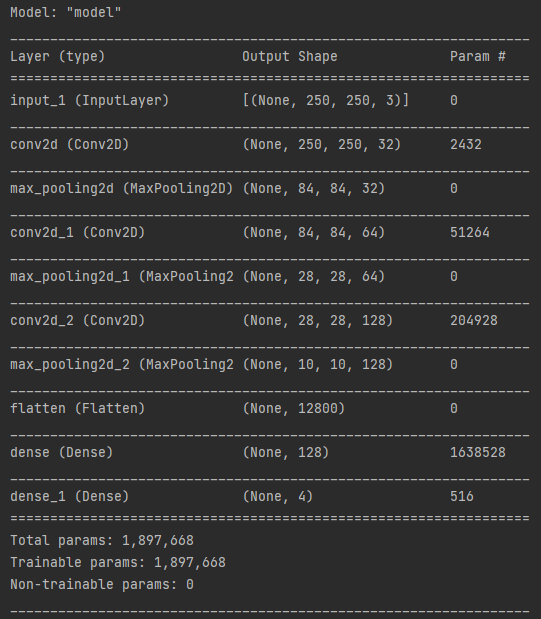 Model: "model"
_________________________________________________________________
Layer (type)                 Output Shape              Param #
=================================================================
input_1 (InputLayer)         [(None, 250, 250, 3)]     0
_________________________________________________________________
conv2d (Conv2D)              (None, 250, 250, 32)      2432
_________________________________________________________________
max_pooling2d (MaxPooling2D) (None, 84, 84, 32)        0
_________________________________________________________________
conv2d_1 (Conv2D)            (None, 84, 84, 64)        51264
_________________________________________________________________
max_pooling2d_1 (MaxPooling2 (None, 28, 28, 64)        0
_________________________________________________________________
conv2d_2 (Conv2D)            (None, 28, 28, 128)       204928
_________________________________________________________________
max_pooling2d_2 (MaxPooling2 (None, 10, 10, 128)       0
_________________________________________________________________
flatten (Flatten)            (None, 12800)             0
_________________________________________________________________
dense (Dense)                (None, 128)               1638528
_________________________________________________________________
dense_1 (Dense)              (None, 4)                 516
=================================================================
Total params: 1,897,668
Trainable params: 1,897,668
Non-trainable params: 0
_________________________________________________________________